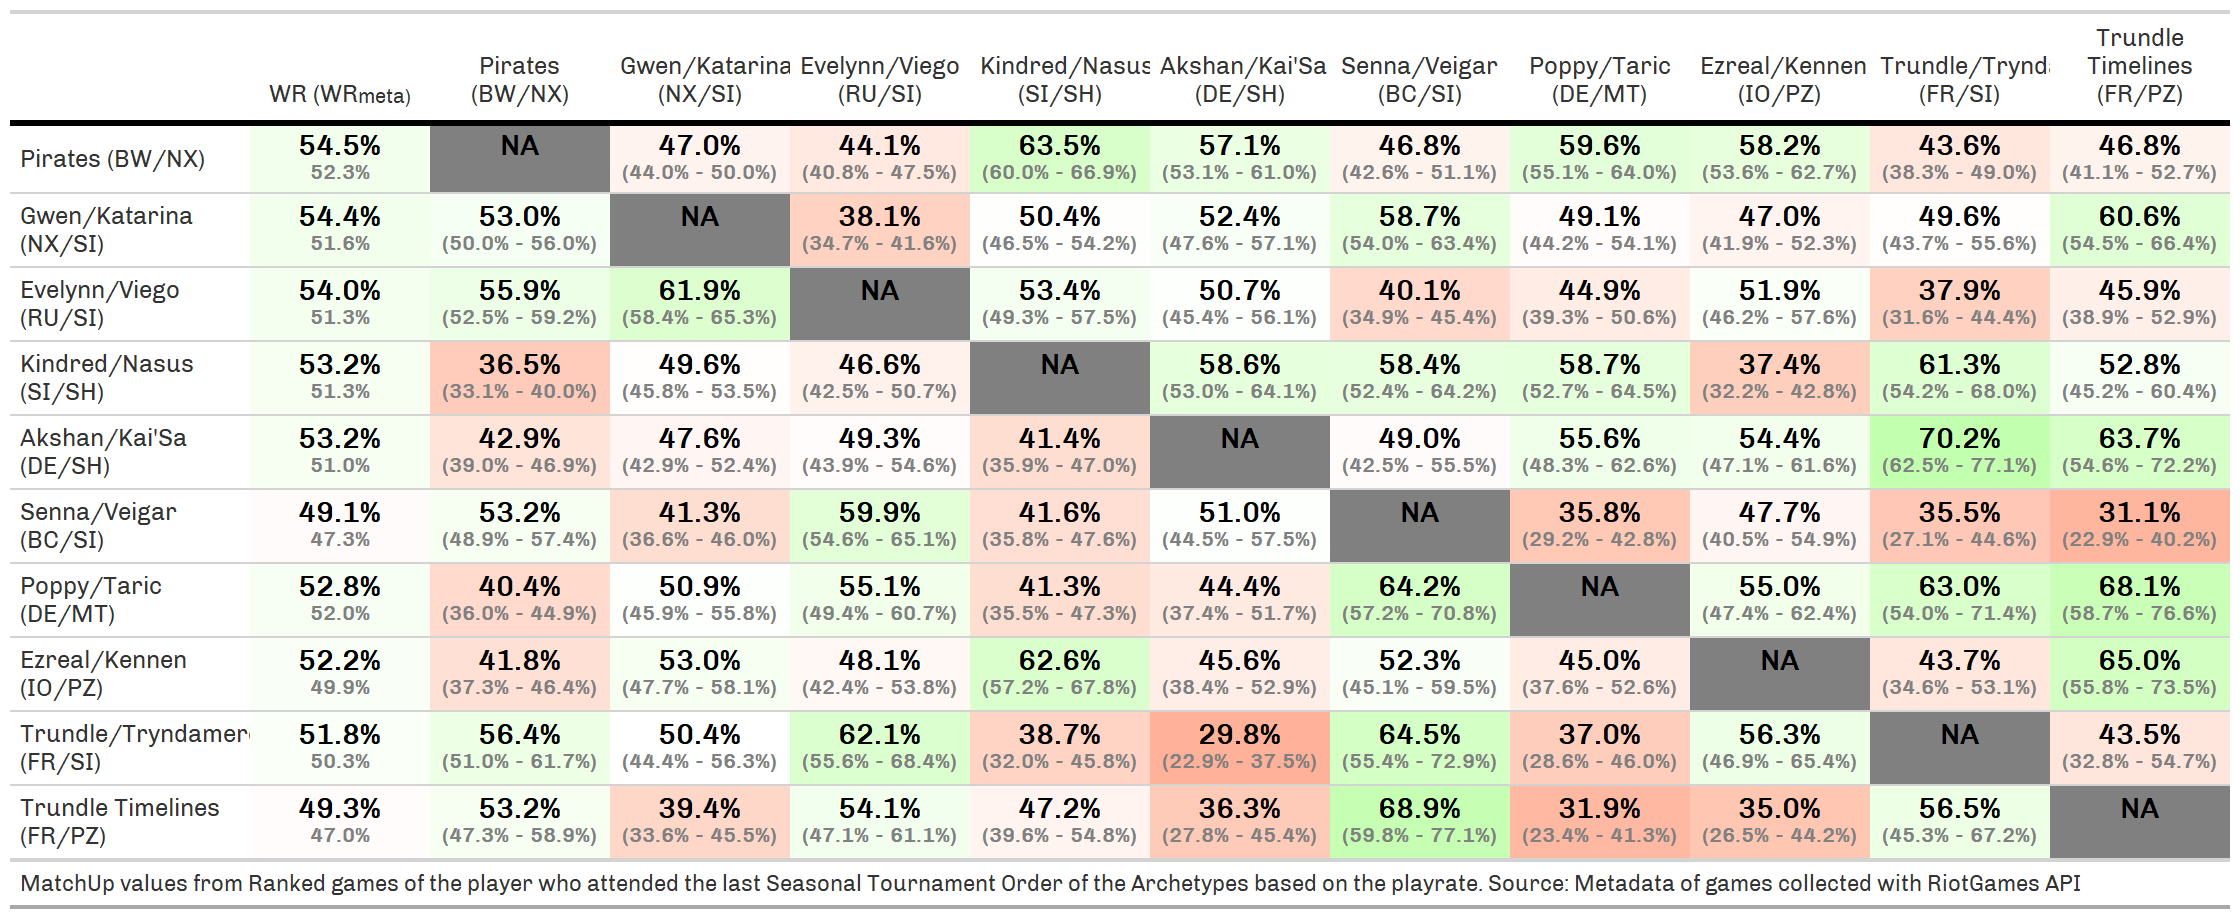 Trundle
Pirates Gwen/Katarina Evelynn/Viego Kindred/Nasus Akshan/Kai'Sa Senna/Veigar Poppy/Taric Ezreal/Kennen Trundle/Trynda Timelines
WR (WRmeta) (BW/NX) (NX/SI) (RU/SI) (SI/SH) (DE/SH) (BC/SI) (DE/MT) (IO/PZ) (FR/SI) (FR/PZ)
Pirates (BW/NX) 54.5% NA 47.0% 44.1% 63.5% 57.1% 46.8% 59.6% 58.2% 43.6% 46.8%
52.3% (44.0% - 50.0%) (40.8% - 47.5%) (60.0% - 66.9%) (53.1% - 61.0%) (42.6% - 51.1%) (55.1% - 64.0%) (53.6% - 62.7%) (38.3% - 49.0%) (41.1% - 52.7%)
Gwen/Katarina 54.4% 53.0% NA 38.1% 50.4% 52.4% 58.7% 49.1% 47.0% 49.6% 60.6%
(NX/SI) 51.6% (50.0% - 56.0%) (34.7% - 41.6%) (46.5% - 54.2%) (47.6% - 57.1%) (54.0% - 63.4%) (44.2% - 54.1%) (41.9% - 52.3%) (43.7% - 55.6%) (54.5% - 66.4%)
Evelynn/Viego 54.0% 55.9% 61.9% NA 53.4% 50.7% 40.1% 44.9% 51.9% 37.9% 45.9%
(RU/SI) 51.3% (52.5% - 59.2%) (58.4% - 65.3%) (49.3% - 57.5%) (45.4% - 56.1%) (34.9% - 45.4%) (39.3% - 50.6%) (46.2% - 57.6%) (31.6% - 44.4%) (38.9% - 52.9%)
Kindred/Nasus 53.2% 36.5% 49.6% 46.6% NA 58.6% 58.4% 58.7% 37.4% 61.3% 52.8%
(SI/SH) 51.3% (33.1% - 40.0%) (45.8% - 53.5%) (42.5% - 50.7%) (53.0% - 64.1%) (52.4% - 64.2%) (52.7% - 64.5%) (32.2% - 42.8%) (54.2% - 68.0%) (45.2% - 60.4%)
Akshan/Kai'Sa 53.2% 42.9% 47.6% 49.3% 41.4% NA 49.0% 55.6% 54.4% 70.2% 63.7%
(DE/SH) 51.0% (39.0% - 46.9%) (42.9% - 52.4%) (43.9% - 54.6%) (35.9% - 47.0%) (42.5% - 55.5%) (48.3% - 62.6%) (47.1% - 61.6%) (62.5% - 77.1%) (54.6% - 72.2%)
Senna/Veigar 49.1% 53.2% 41.3% 59.9% 41.6% 51.0% NA 35.8% 47.7% 35.5% 31.1%
(BC/SI) 47.3% (48.9% - 57.4%) (36.6% - 46.0%) (54.6% - 65.1%) (35.8% - 47.6%) (44.5% - 57.5%) (29.2% - 42.8%) (40.5% - 54.9%) (27.1% - 44.6%) (22.9% - 40.2%)
Poppy/Taric 52.8% 40.4% 50.9% 55.1% 41.3% 44.4% 64.2% NA 55.0% 63.0% 68.1%
(DE/MT) 52.0% (36.0% - 44.9%) (45.9% - 55.8%) (49.4% - 60.7%) (35.5% - 47.3%) (37.4% - 51.7%) (57.2% - 70.8%) (47.4% - 62.4%) (54.0% - 71.4%) (58.7% - 76.6%)
Ezreal/Kennen 52.2% 41.8% 53.0% 48.1% 62.6% 45.6% 52.3% 45.0% NA 43.7% 65.0%
(IO/PZ) 49.9% (37.3% - 46.4%) (47.7% - 58.1%) (42.4% - 53.8%) (57.2% - 67.8%) (38.4% - 52.9%) (45.1% - 59.5%) (37.6% - 52.6%) (34.6% - 53.1%) (55.8% - 73.5%)
Trundle/Tryndamer 51.8% 56.4% 50.4% 62.1% 38.7% 29.8% 64.5% 37.0% 56.3% NA 43.5%
(FR/SI) 50.3% (51.0% - 61.7%) (44.4% - 56.3%) (55.6% - 68.4%) (32.0% - 45.8%) (22.9% - 37.5%) (55.4% - 72.9%) (28.6% - 46.0%) (46.9% - 65.4%) (32.8% - 54.7%)
Trundle Timelines 49.3% 53.2% 39.4% 54.1% 47.2% 36.3% 68.9% 31.9% 35.0% 56.5% NA
(FR/PZ) 47.0% (47.3% - 58.9%) (33.6% - 45.5%) (47.1% - 61.1%) (39.6% - 54.8%) (27.8% - 45.4%) (59.8% - 77.1%) (23.4% - 41.3%) (26.5% - 44.2%) (45.3% - 67.2%)
MatchUp values from Ranked games of the player who attended the last Seasonal Tournament Order of the Archetypes based on the playrate. Source: Metadata of games collected with RiotGames API